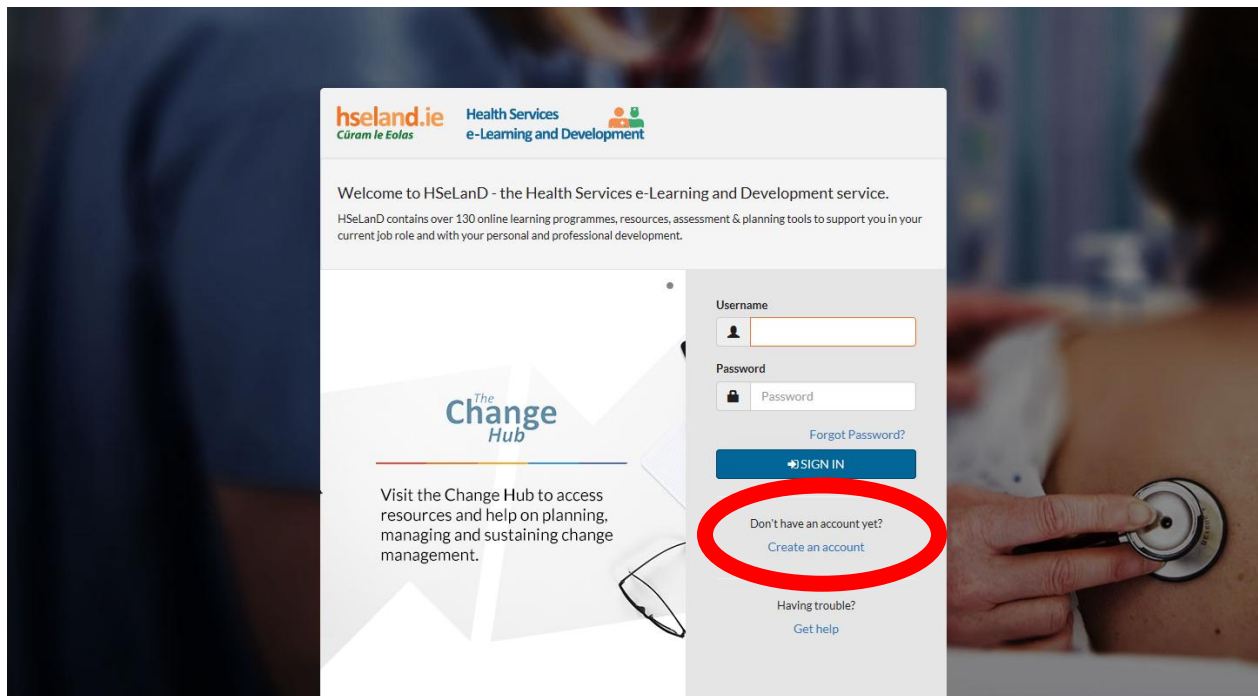 hseland.ie
Cúram le Eolas
Health Services
e-Learning and Development
Welcome to HSeLanD - the Health Services e-Learning and Development service.
HSeLanD contains over 130 online learning programmes, resources, assessment & planning tools to support you in your
current job role and with your personal and professional development.
The
Change
Hub
Visit the Change Hub to access
resources and help on planning,
managing and sustaining change
management.
Username
Password
Password
Forgot Password?
SIGN IN
Don't have an account yet?
Create an account
Having trouble?
Get help